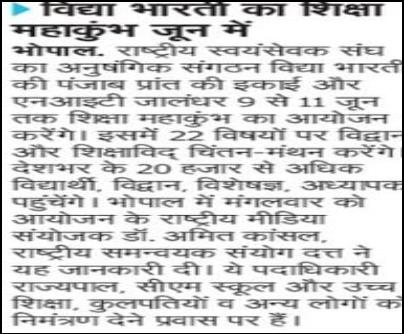 विद्या भारती का शिक्षा
महाकुंभ जून में
भोपाल. राष्ट्रीय स्वयंसेवक संघ
का अनुषंगिक संगठन विद्या भारती
की पंजाब प्रांत की इकाई और
एनआइटी जालंधर 9 से 11 जून
तक शिक्षा महाकुंभ का आयोजन
करेंगे। इसमें 22 विषयों पर विद्वान
और शिक्षाविद् चिंतन-मंथन करेंगे।
देशभर के 20 हजार से अधिक
विद्यार्थी, विद्वान, विशेषज्ञ, अध्यापक
पहुंचेंगे। भोपाल में मंगलवार को
आयोजन के राष्ट्रीय मीडिया
संयोजक डॉ. अमित कांसल,
राष्ट्रीय समन्वयक संयोग दत्त ने
यह जानकारी दी। ये पदाधिकारी
राज्यपाल, सीएम स्कूल और उच्च
शिक्षा, कुलपतियों व अन्य लोगों को
निमंत्रण देने प्रवास पर हैं।